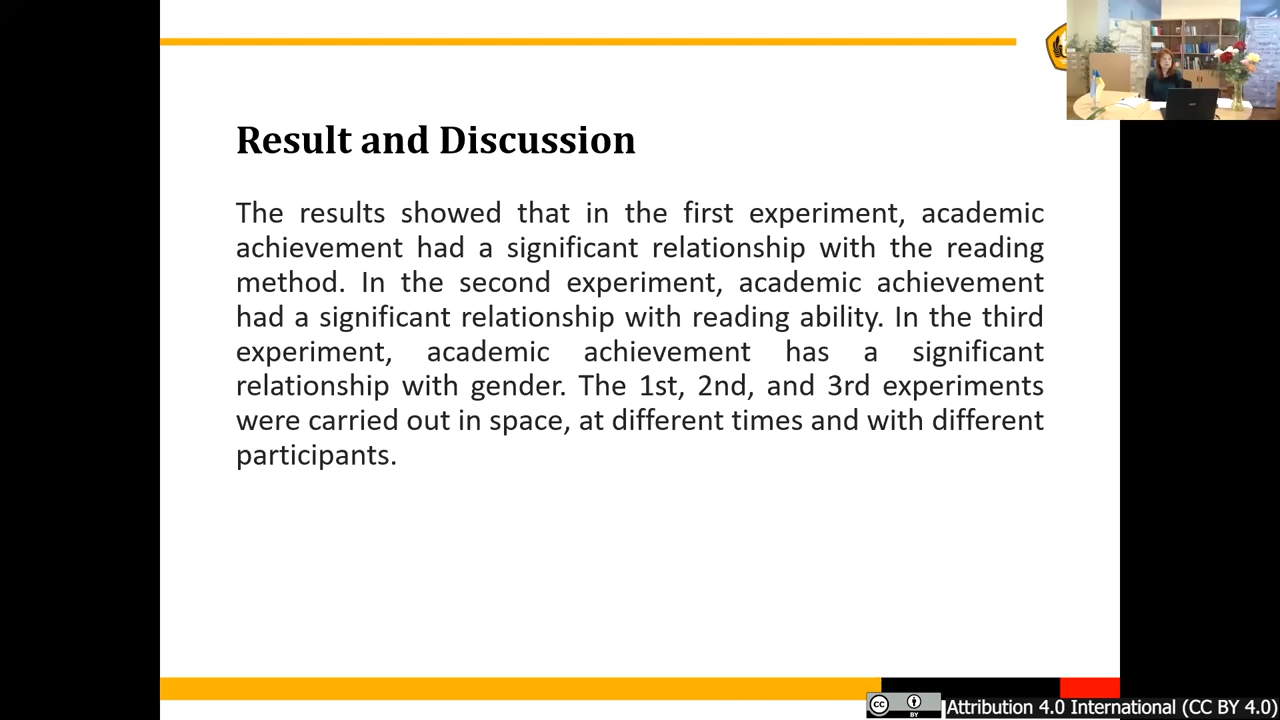 Result and Discussion
The results showed that in the first experiment, academic
achievement had a significant relationship with the reading
method. In the second experiment, academic achievement
had a significant relationship with reading ability. In the third
experiment, academic achievement has a significant
relationship with gender. The 1st, 2nd, and 3rd experiments
were carried out in space, at different times and with different
participants.
CC BY
Attribution 4.0 International (CC BY 4.0)